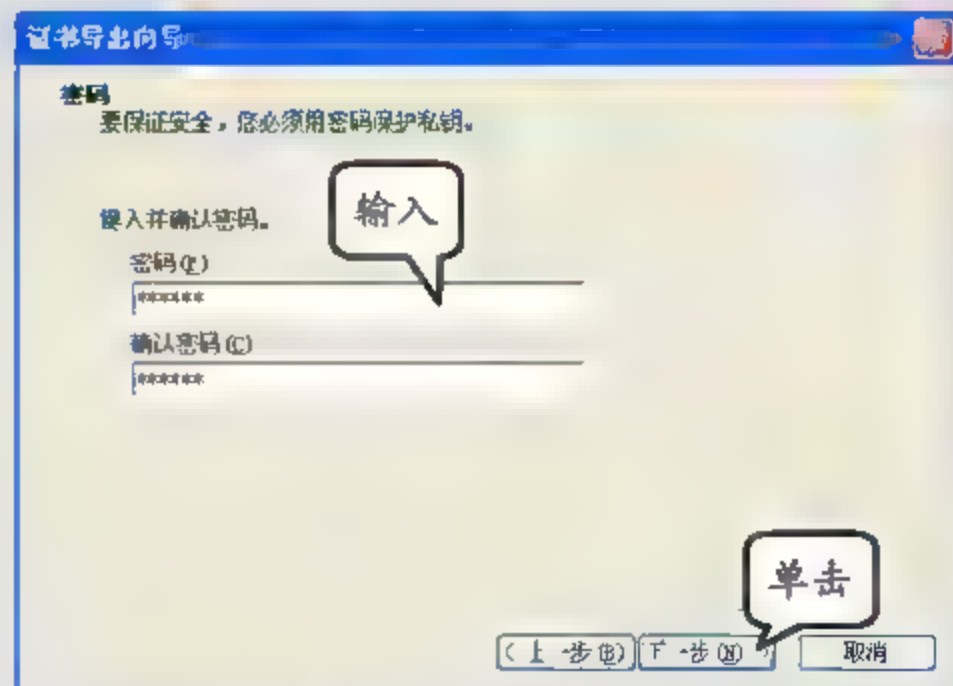 证书导出向导
密码
要保证安全，您必须用密码保护私钥。
输入
键入并确认密码。
密码(P)
******
确认密码(C)
******
单击
< 上一步(B)
下一步(N) >
取消